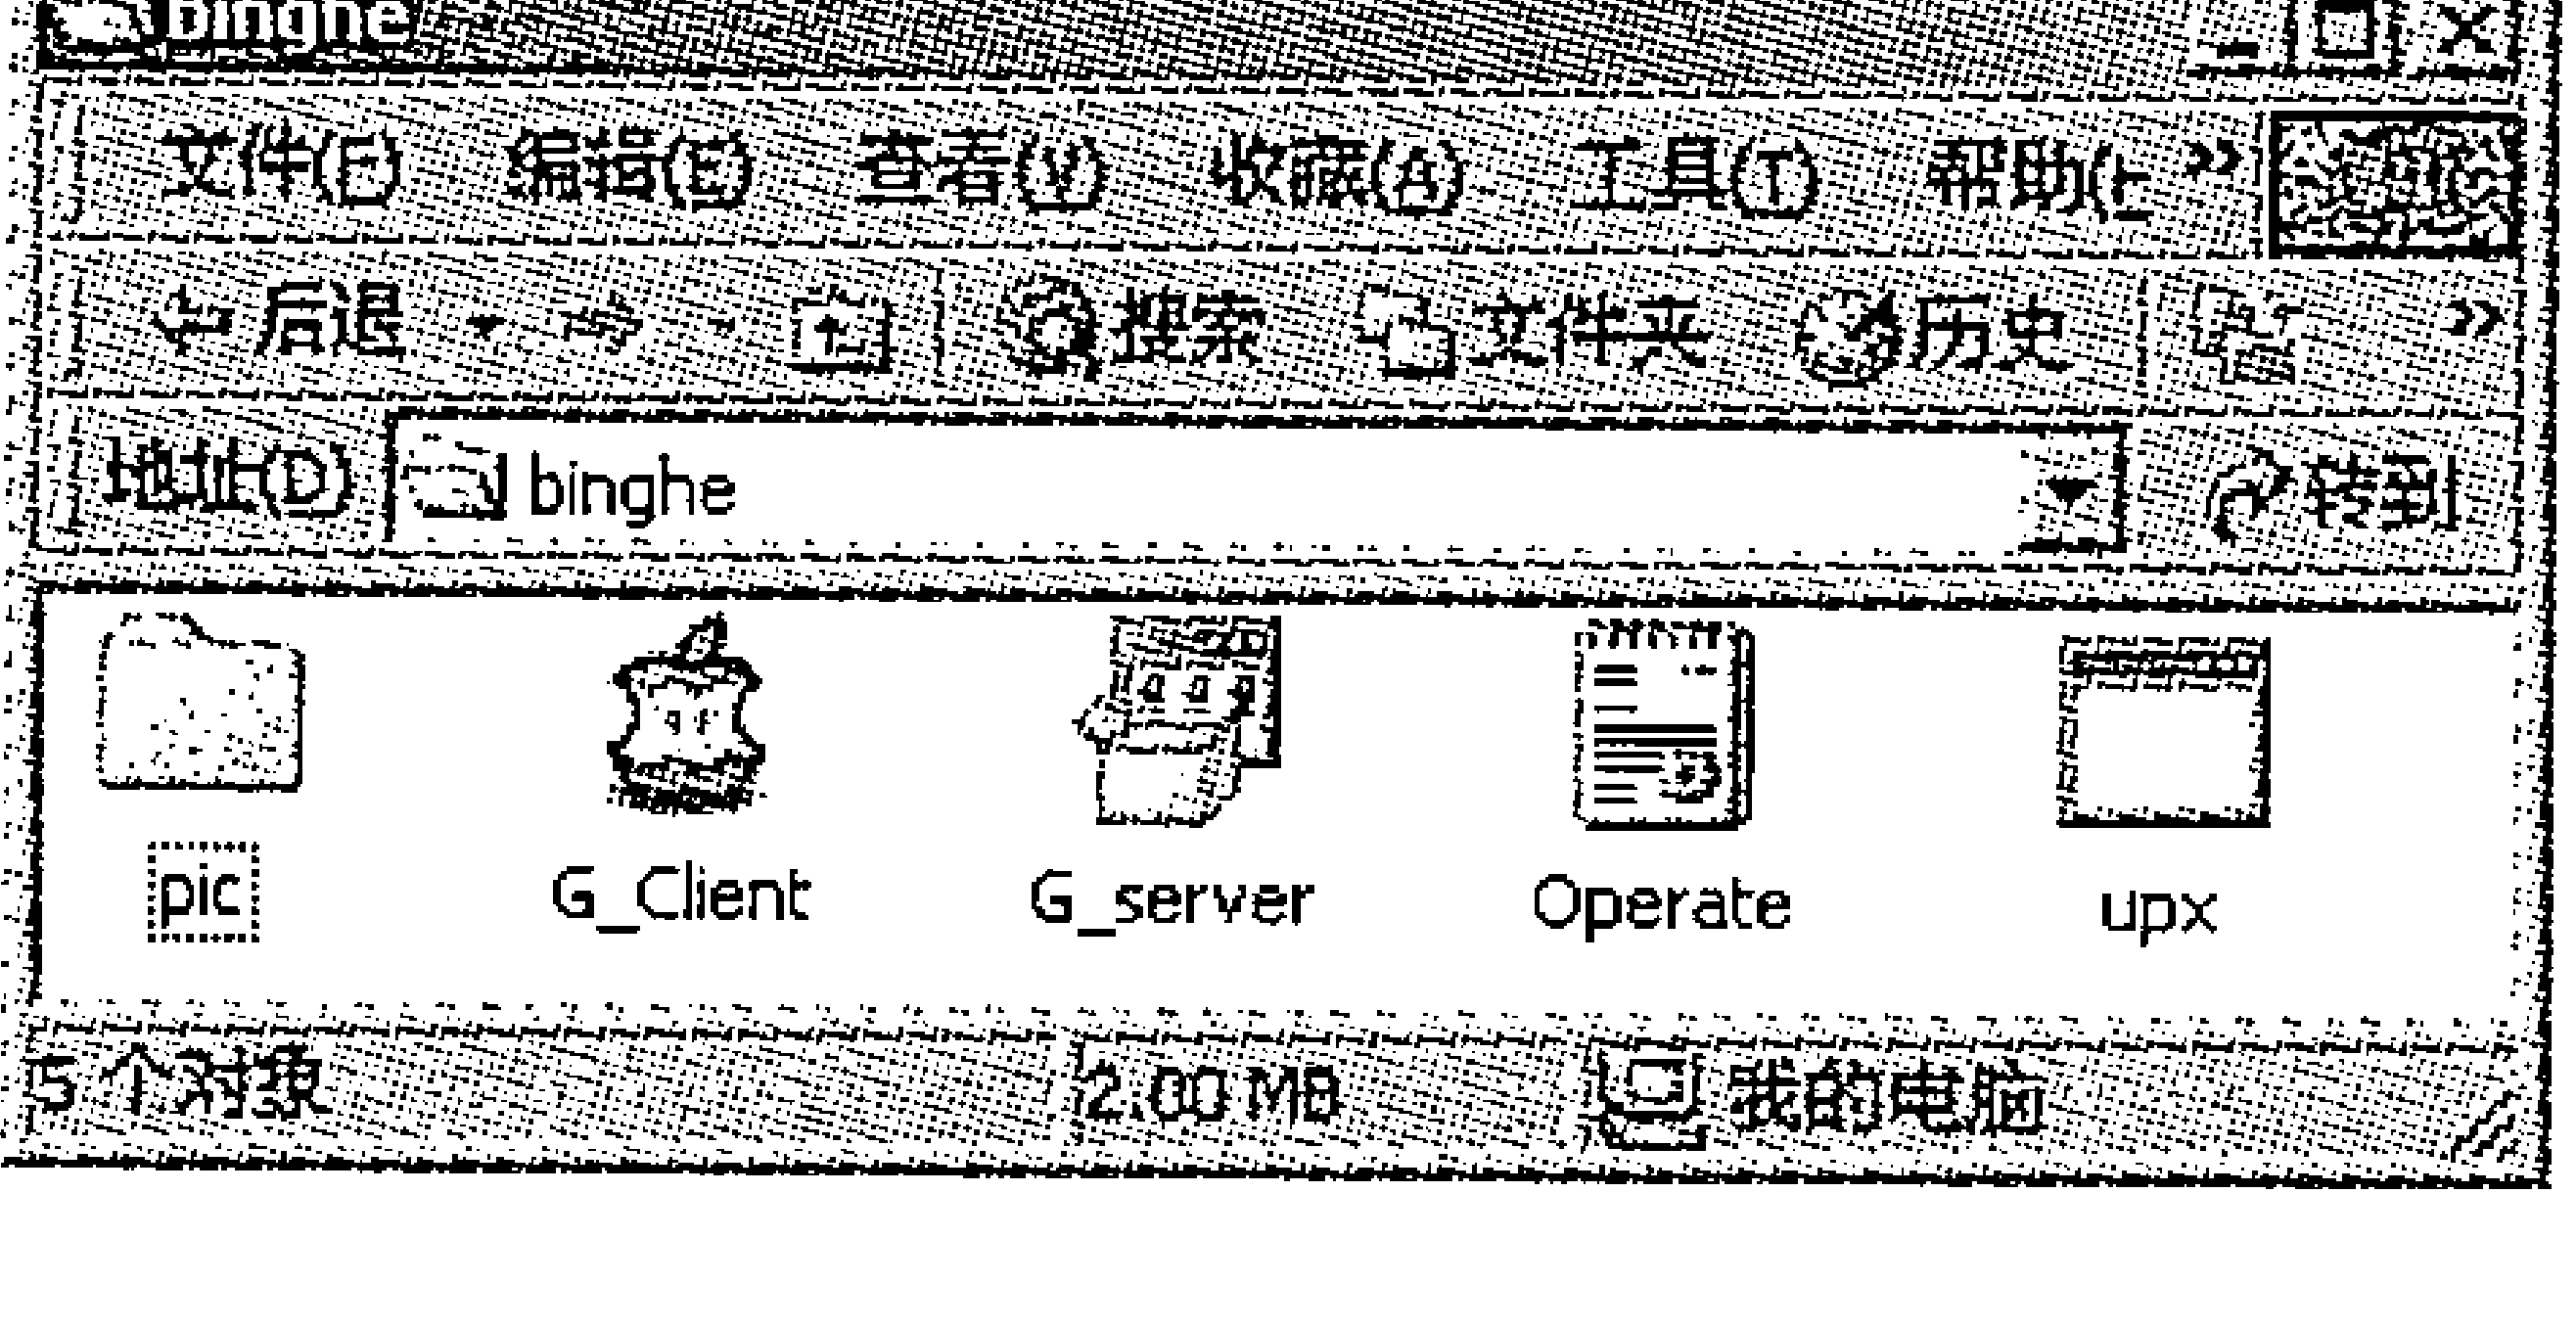 binghe
文件(F) 编辑(E) 查看(V) 收藏(A) 工具(T) 帮助(H »
后退 搜索 文件夹 历史 »
地址(D) binghe 转到
pic G_Client G_server Operate upx
5 个对象 2.00 MB 我的电脑